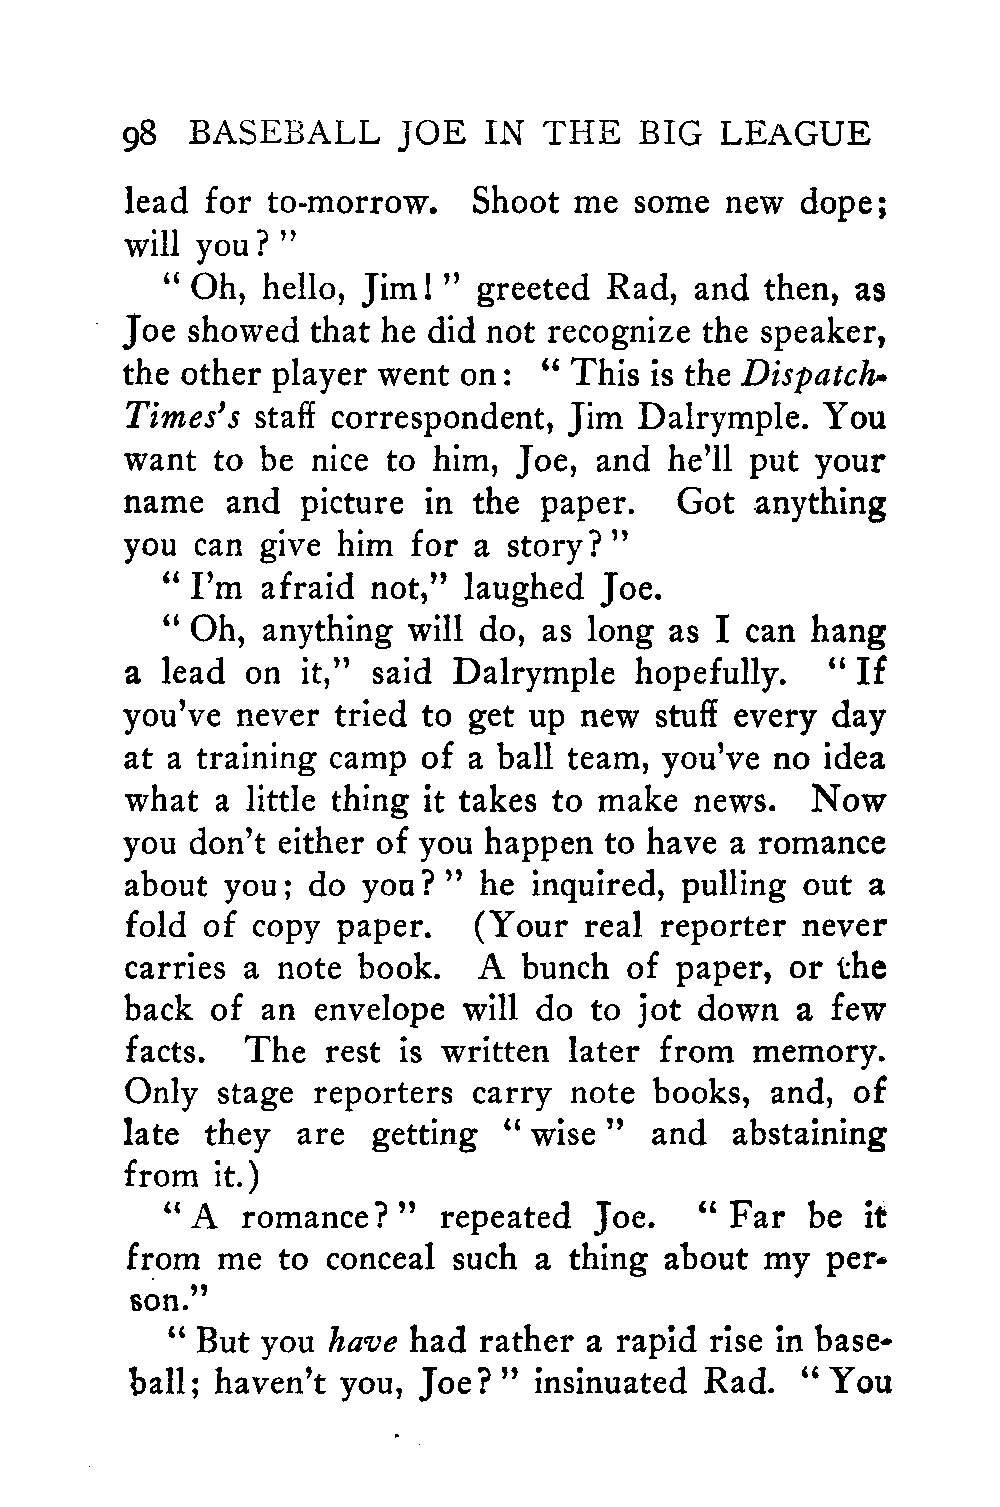 98 BASEBALL JOE IN THE BIG LEAGUE
lead for to-morrow. Shoot me some new dope;
will you?"
"Oh, hello, Jim!" greeted Rad, and then, as
Joe showed that he did not recognize the speaker,
the other player went on: "This is the Dispatch-
Times's staff correspondent, Jim Dalrymple. You
want to be nice to him, Joe, and he'll put your
name and picture in the paper. Got anything
you can give him for a story?"
"I'm afraid not," laughed Joe.
"Oh, anything will do, as long as I can hang
a lead on it," said Dalrymple hopefully. "If
you've never tried to get up new stuff every day
at a training camp of a ball team, you've no idea
what a little thing it takes to make news. Now
you don't either of you happen to have a romance
about you; do you?" he inquired, pulling out a
fold of copy paper. (Your real reporter never
carries a note book. A bunch of paper, or the
back of an envelope will do to jot down a few
facts. The rest is written later from memory.
Only stage reporters carry note books, and, of
late they are getting "wise" and abstaining
from it.)
"A romance?" repeated Joe. "Far be it
from me to conceal such a thing about my per-
son."
"But you have had rather a rapid rise in base-
ball; haven't you, Joe?" insinuated Rad. "You